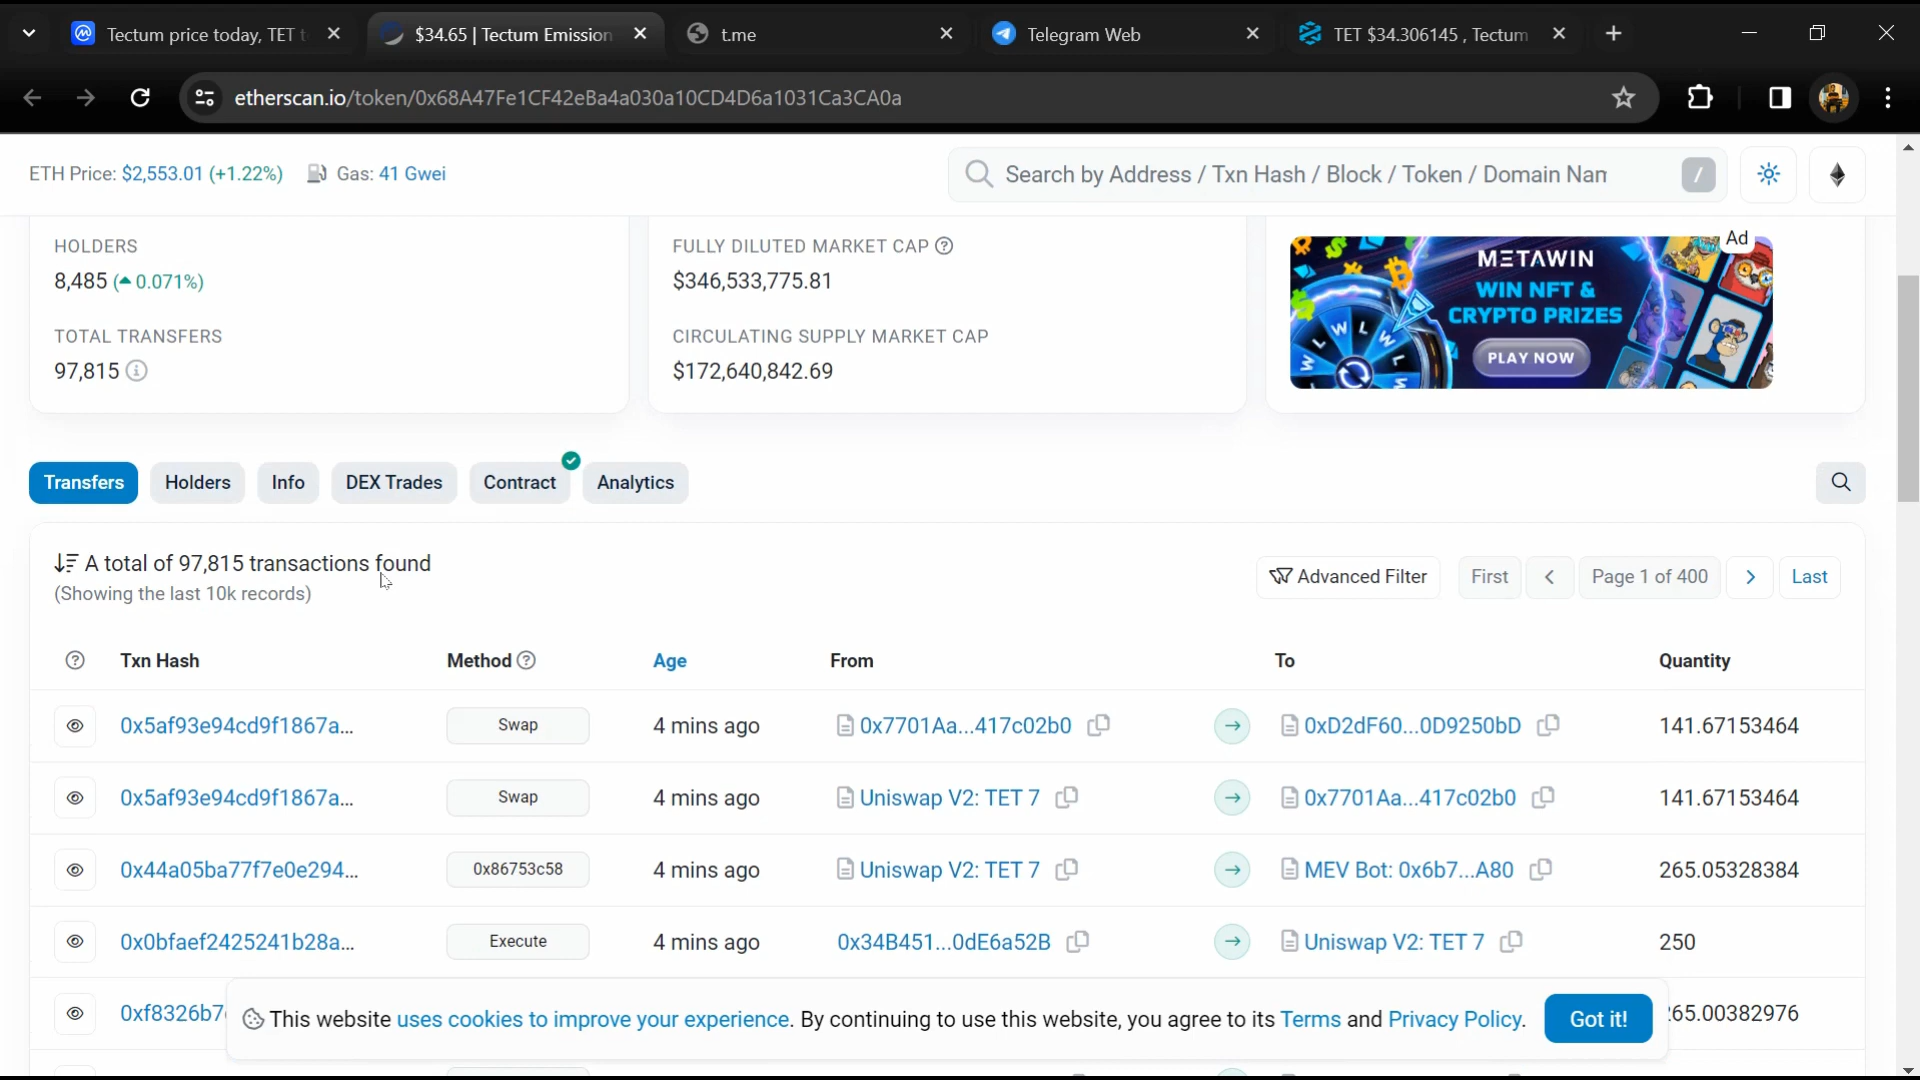 Tectum price today, TET t
$34.65 | Tectum Emission
t.me
Telegram Web
TET $34.306145 , Tectum
etherscan.io/token/0x68A47Fe1CF42eBa4a030a10CD4D6a1031Ca3CA0a
ETH Price: $2,553.01 (+1.22%) Gas: 41 Gwei
Search by Address / Txn Hash / Block / Token / Domain Nam
/
HOLDERS
8,485 (0.071%)
TOTAL TRANSFERS
97,815
FULLY DILUTED MARKET CAP
$346,533,775.81
CIRCULATING SUPPLY MARKET CAP
$172,640,842.69
Ad
METAWIN
WIN NFT &
CRYPTO PRIZES
PLAY NOW
Transfers Holders Info DEX Trades Contract Analytics
A total of 97,815 transactions found
(Showing the last 10k records)
Advanced Filter First Page 1 of 400 Last
Txn Hash Method Age From To Quantity
0x5af93e94cd9f1867a... Swap 4 mins ago 0x7701Aa...417c02b0 0xD2dF60...0D9250bD 141.67153464
0x5af93e94cd9f1867a... Swap 4 mins ago Uniswap V2: TET 7 0x7701Aa...417c02b0 141.67153464
0x44a05ba77f7e0e294... 0x86753c58 4 mins ago Uniswap V2: TET 7 MEV Bot: 0x6b7...A80 265.05328384
0x0bfaef2425241b28a... Execute 4 mins ago 0x34B451...0dE6a52B Uniswap V2: TET 7 250
0xf8326b7 65.00382976
This website uses cookies to improve your experience. By continuing to use this website, you agree to its Terms and Privacy Policy. Got it!